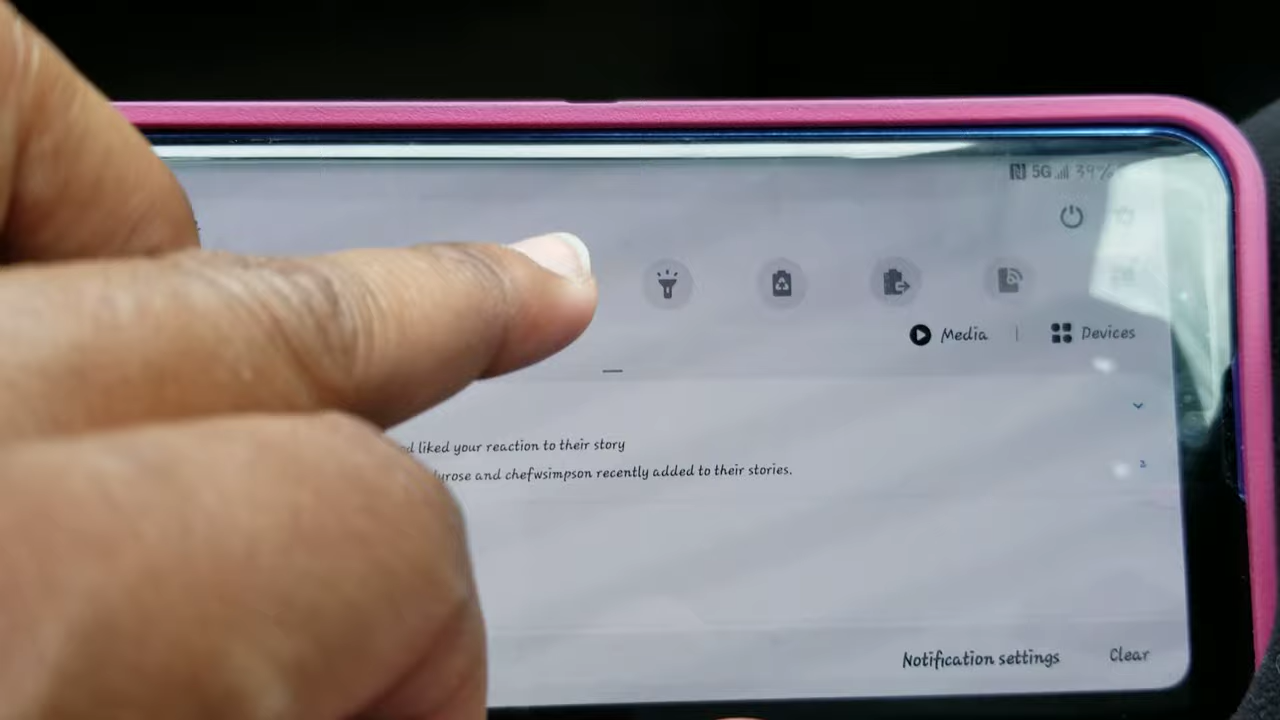 5G 39%
Media | Devices
liked your reaction to their story
and chefwsimpson recently added to their stories.
2
Notification settings
Clear